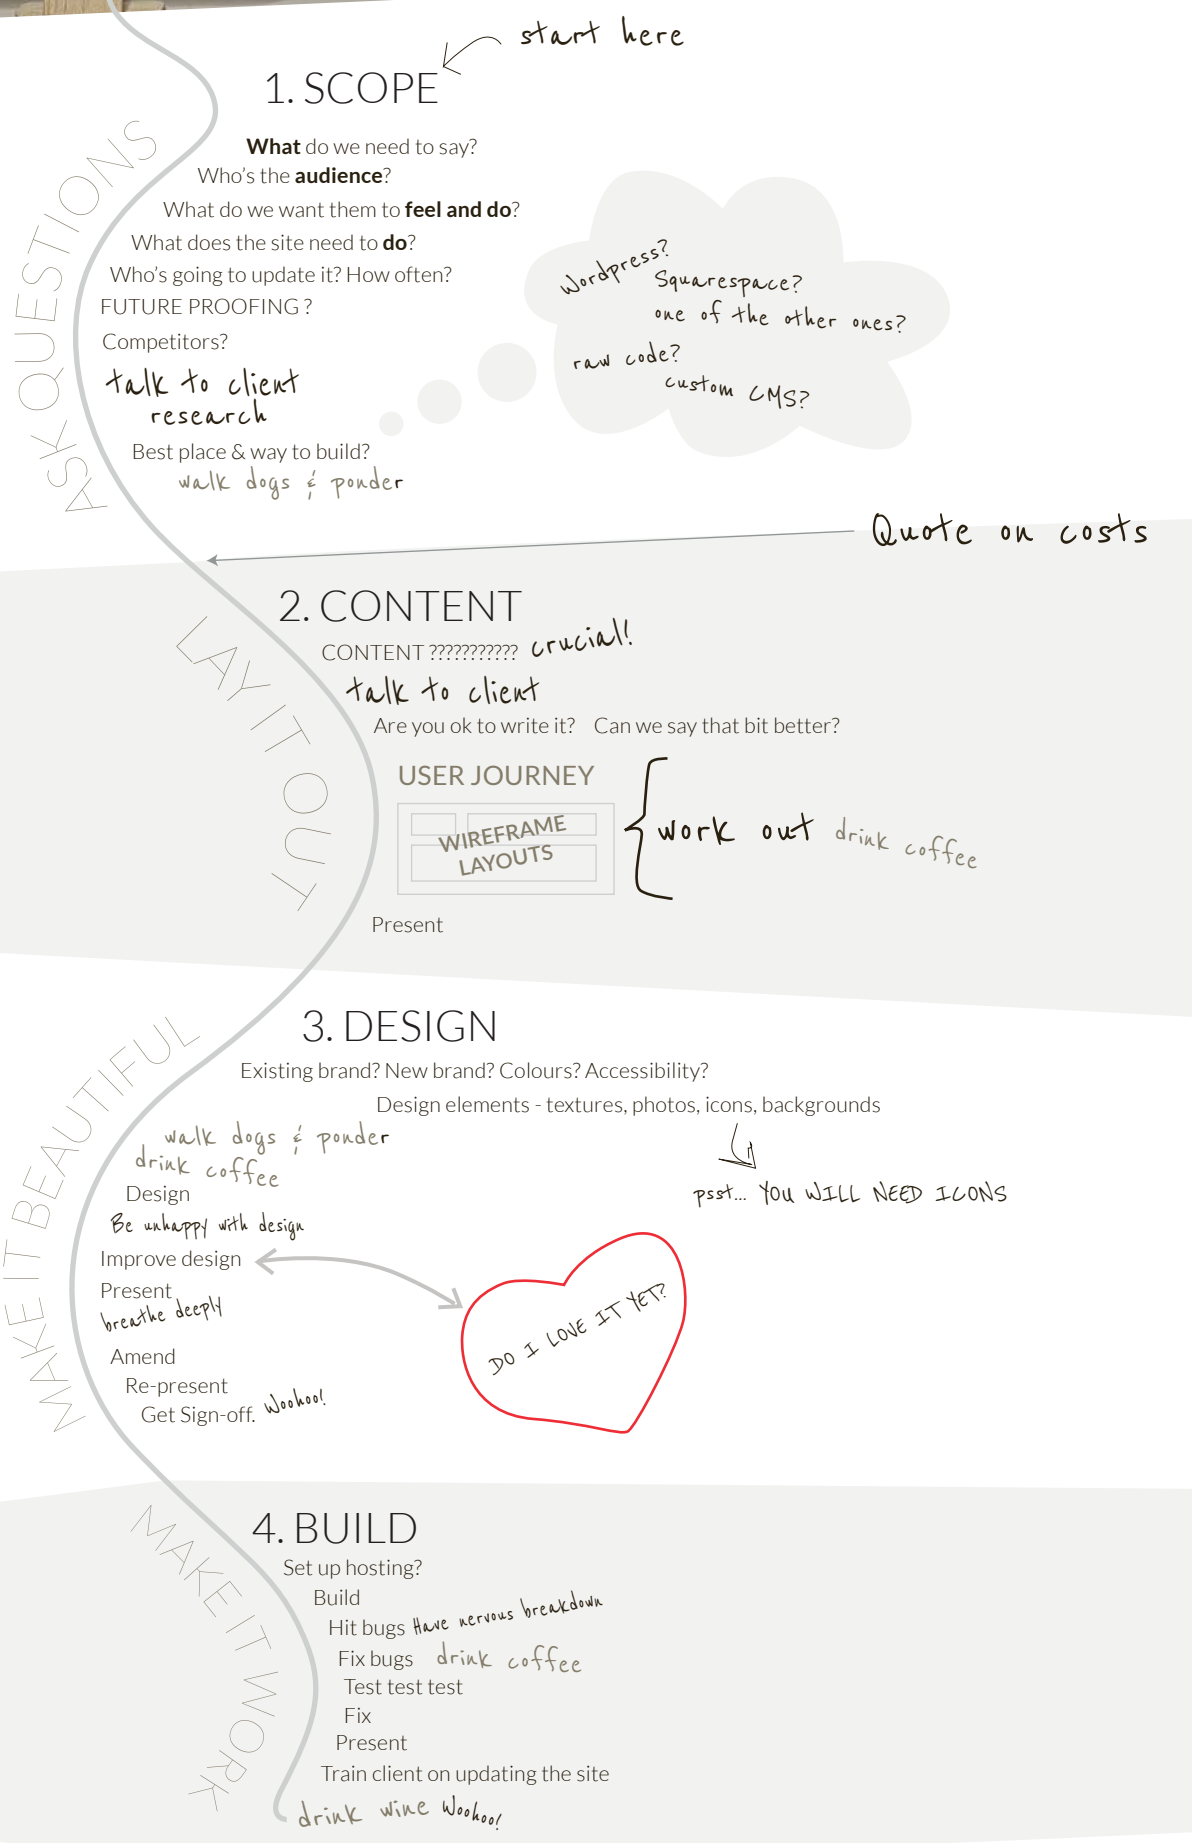 start here
1. SCOPE
ASK QUESTIONS
What do we need to say?
Who's the audience?
What do we want them to feel and do?
What does the site need to do?
Who's going to update it? How often?
FUTURE PROOFING ?
Competitors?
talk to client
research
Best place & way to build?
walk dogs & ponder
Wordpress?
Squarespace?
one of the other ones?
raw code?
custom CMS?
Quote on costs
2. CONTENT
LAY IT OUT
CONTENT ??????????? crucial!
talk to client
Are you ok to write it? Can we say that bit better?
USER JOURNEY
WIREFRAME
LAYOUTS
work out drink coffee
Present
3. DESIGN
MAKE IT BEAUTIFUL
Existing brand? New brand? Colours? Accessibility?
Design elements - textures, photos, icons, backgrounds
psst... YOU WILL NEED ICONS
walk dogs & ponder
drink coffee
Design
Be unhappy with design
Improve design
Present
breathe deeply
Amend
Re-present
Get Sign-off. Woohoo!
DO I LOVE IT YET?
4. BUILD
MAKE IT WORK
Set up hosting?
Build
Hit bugs Have nervous breakdown
Fix bugs drink coffee
Test test test
Fix
Present
Train client on updating the site
drink wine Woohoo!